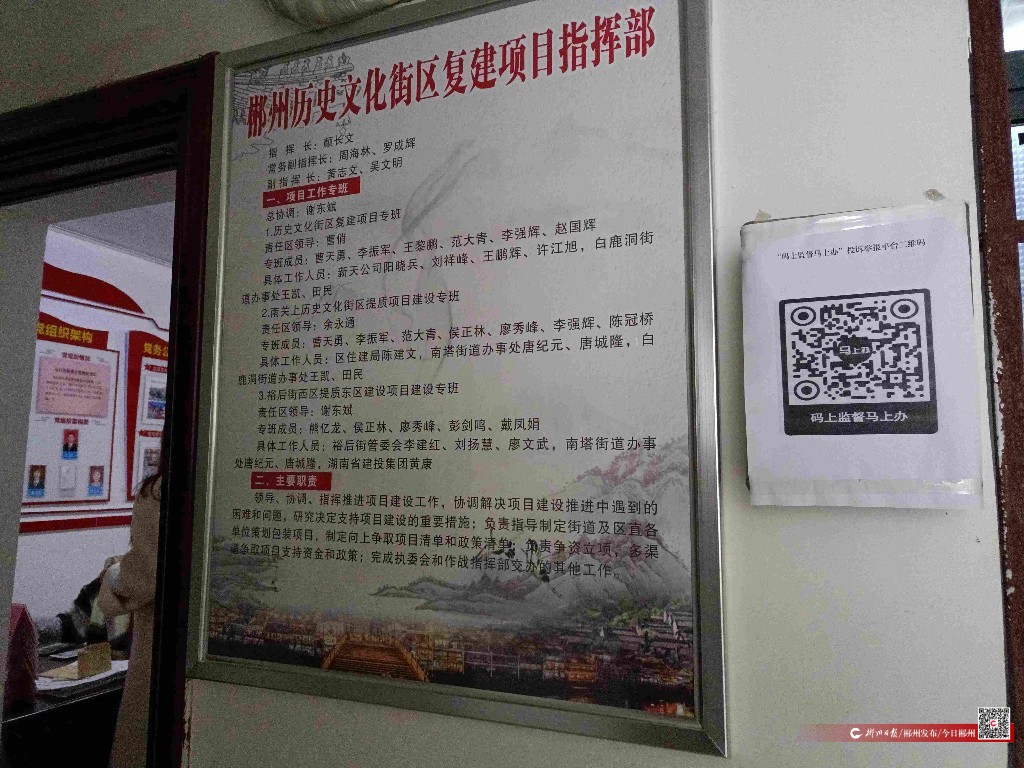 郴州历史文化街区复建项目指挥部
指 挥 长：颐长文
常务副指挥长：周海林、罗成辉
副 指 挥 长：黄志文、吴文明
一、项目工作专班
总协调：谢东斌
1.历史文化街区复建项目专班
责任区领导：曹俏
专班成员：曹天勇、李振军、王黎鹏、范大青、李强辉、赵国辉
具体工作人员：新天公司阳晓兵、刘祥峰、王鹏辉、许江旭，白鹿洞街
道办事处王凯、田民
2.南关上历史文化街区提质项目建设专班
责任区领导：余永通
专班成员：曹天勇、李振军、范大青、侯正林、廖秀峰、李强辉、陈冠桥
具体工作人员：区住建局陈建文，南塔街道办事处唐纪元、唐城隆，白
鹿洞街道办事处王凯、田民
3.裕后街西区提质东区建设项目建设专班
责任区领导：谢东斌
专班成员：熊亿龙、侯正林、廖秀峰、彭剑鸣、戴凤娟
具体工作人员：裕后街管委会李建红、刘扬慧、廖文武，南塔街道办事
处唐纪元、唐城隆，湖南省建投集团黄康
二、主要职责
领导、协调、指挥推进项目建设工作，协调解决项目建设推进中遇到的
困难和问题，研究决定支持项目建设的重要措施；负责指导制定街道及区直各
单位策划包装项目，制定向上争取项目清单和政策清单；负责争资立项，多渠
道争取项目支持资金和政策；完成执委会和作战指挥部交办的其他工作。
“码上监督马上办”投诉举报平台二维码
马上办
码上监督马上办
党组织架构
党务公
郴州日报/郴州发布/今日郴州